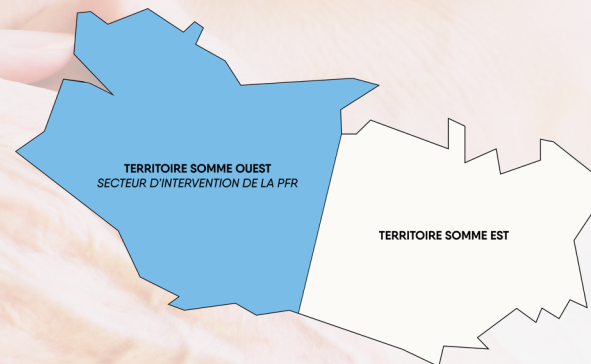 TERRITOIRE SOMME OUEST
SECTEUR D'INTERVENTION DE LA PFR
TERRITOIRE SOMME EST